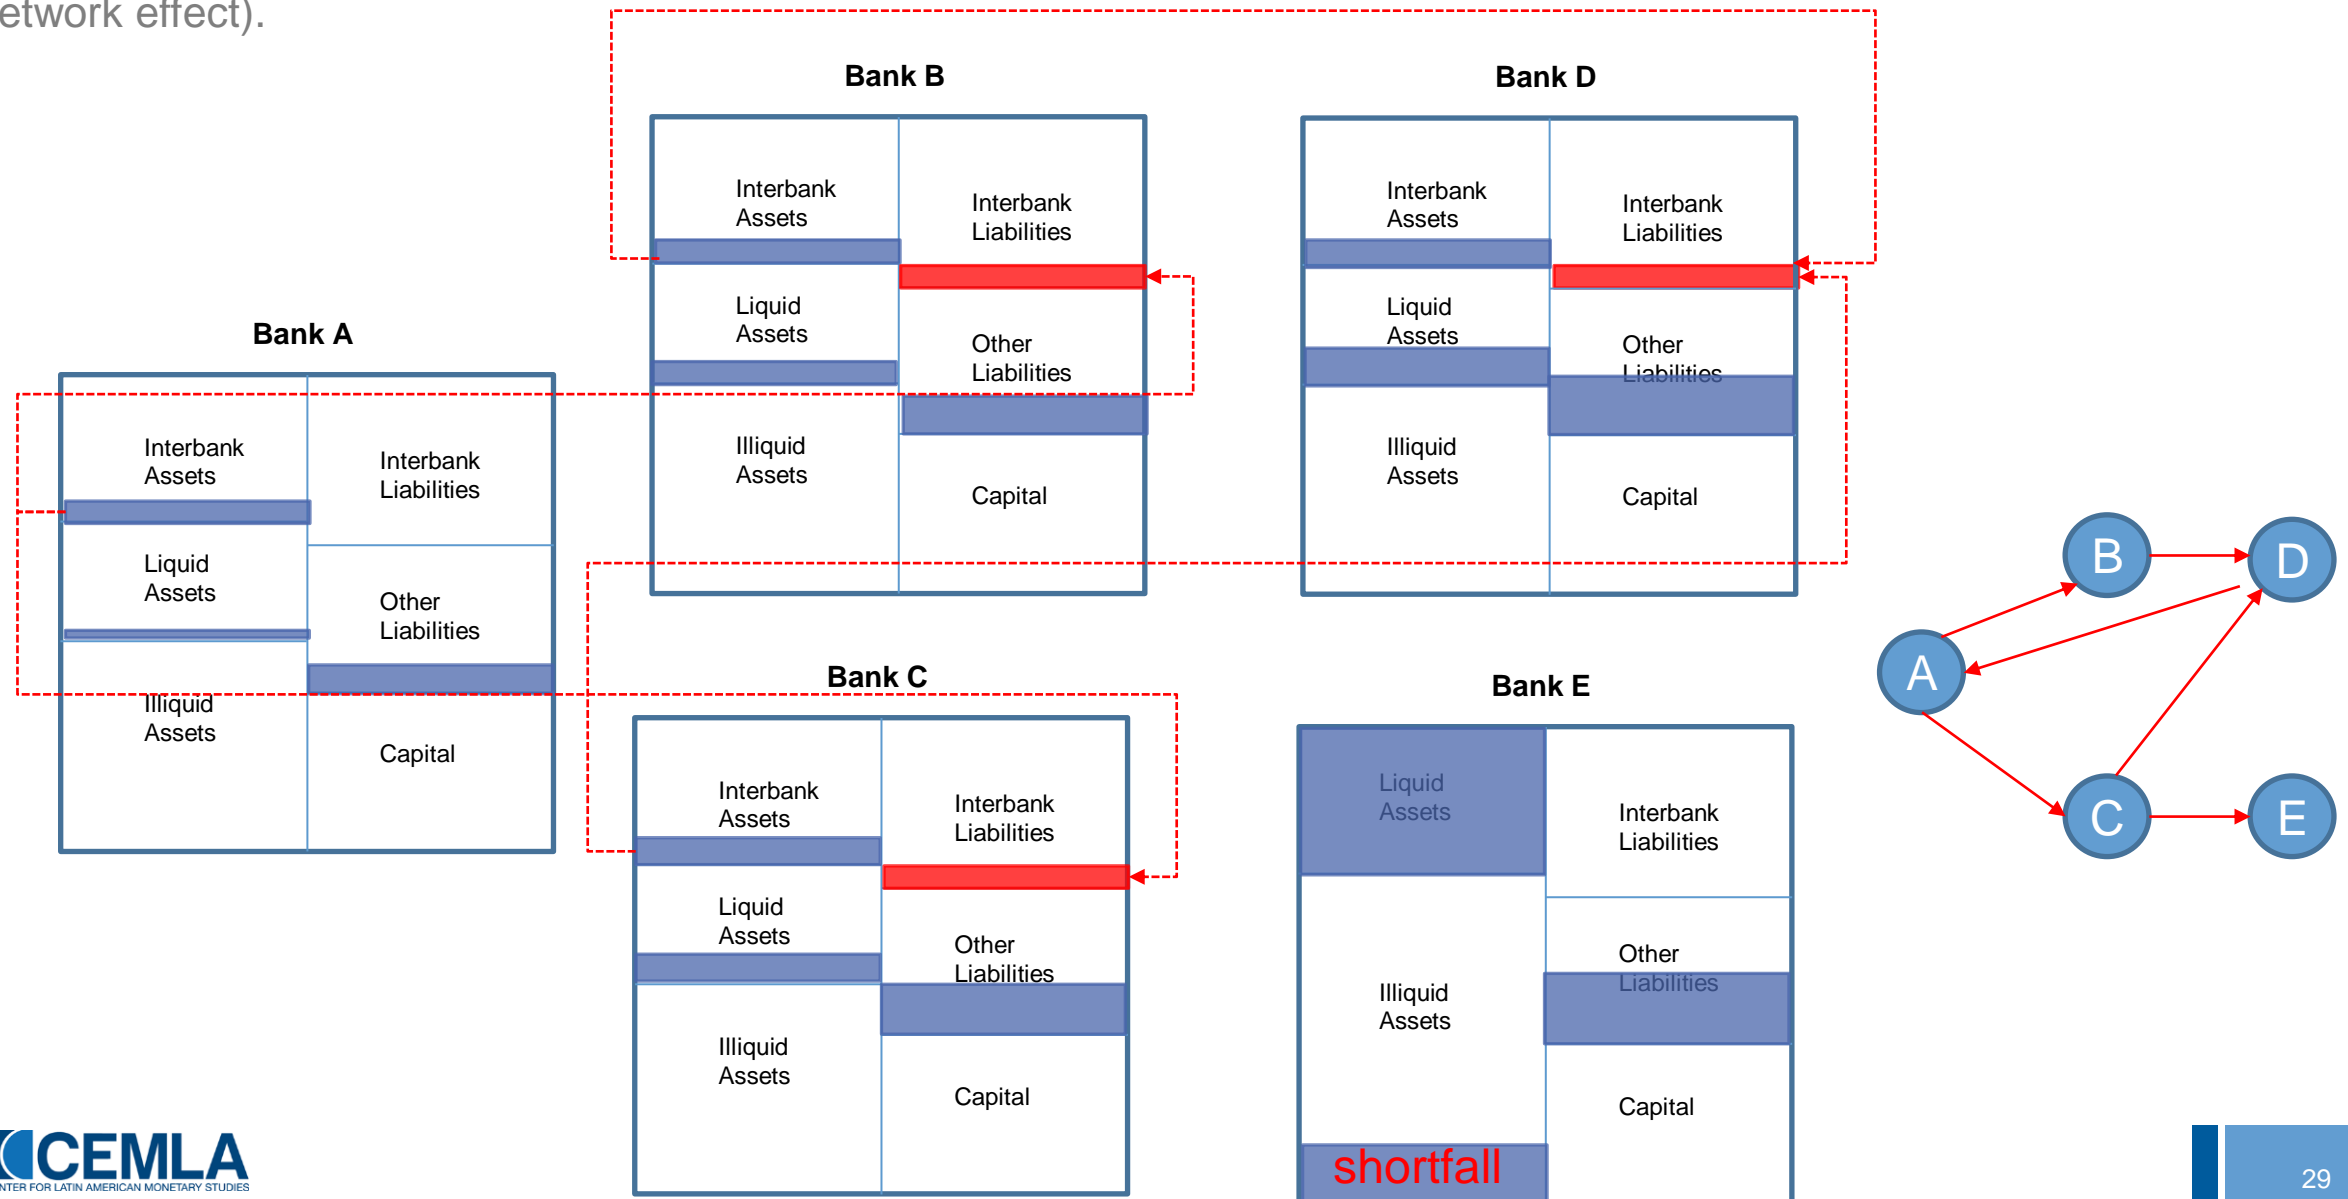 etwork effect).
Bank B
Interbank
Assets
Interbank
Liabilities
Liquid
Assets
Other
Liabilities
Illiquid
Assets
Capital
Bank D
Interbank
Assets
Interbank
Liabilities
Liquid
Assets
Other
Liabilities
Illiquid
Assets
Capital
Bank A
Interbank
Assets
Interbank
Liabilities
Liquid
Assets
Other
Liabilities
Illiquid
Assets
Capital
Bank C
Interbank
Assets
Interbank
Liabilities
Liquid
Assets
Other
Liabilities
Illiquid
Assets
Capital
Bank E
Liquid
Assets
Interbank
Liabilities
Other
Liabilities
Illiquid
Assets
Capital
shortfall
B
D
A
C
E
CEMLA
NTER FOR LATIN AMERICAN MONETARY STUDIES
29